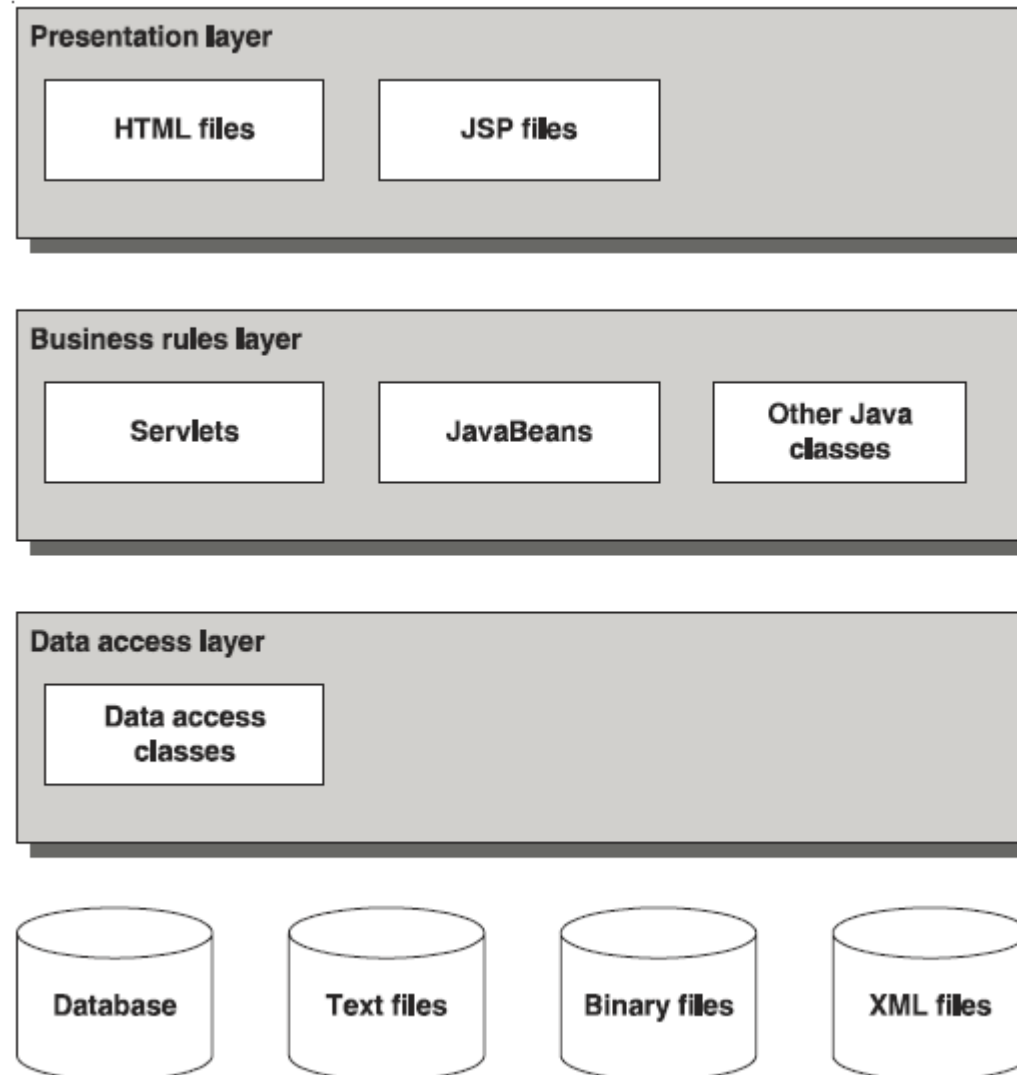 Presentation layer
HTML files
JSP files
Business rules layer
Servlets
JavaBeans
Other Java
classes
Data access layer
Data access
classes
Database
Text files
Binary files
XML files